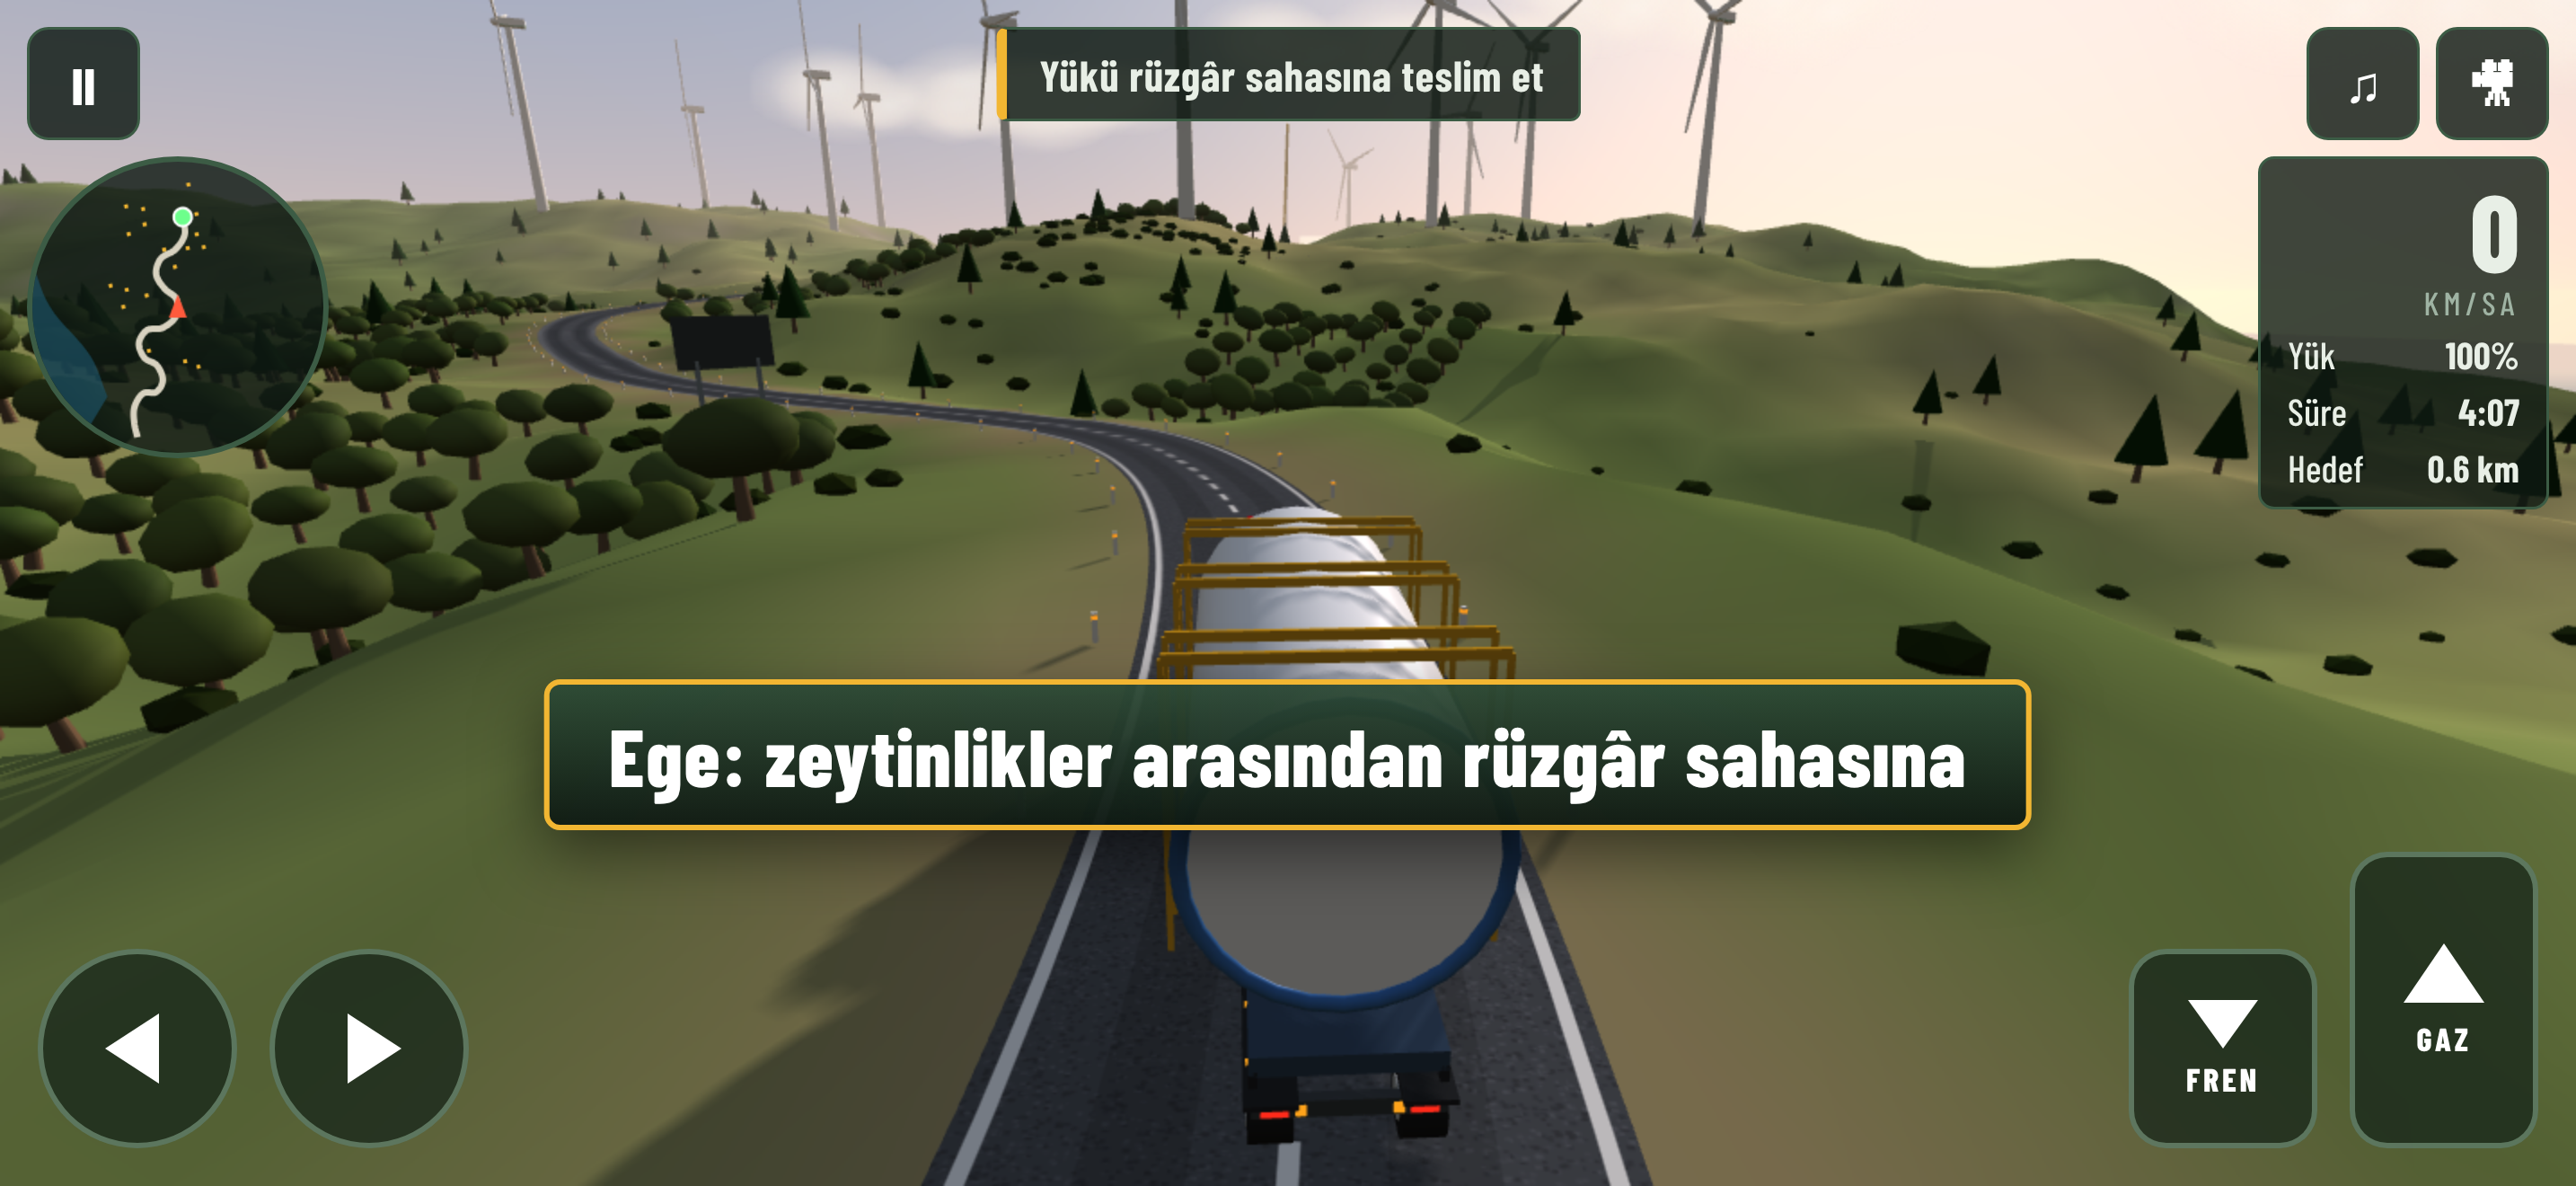 Yükü rüzgâr sahasına teslim et
0
KM/SA
Yük 100%
Süre 4:07
Hedef 0.6 km
Ege: zeytinlikler arasından rüzgâr sahasına
FREN
GAZ